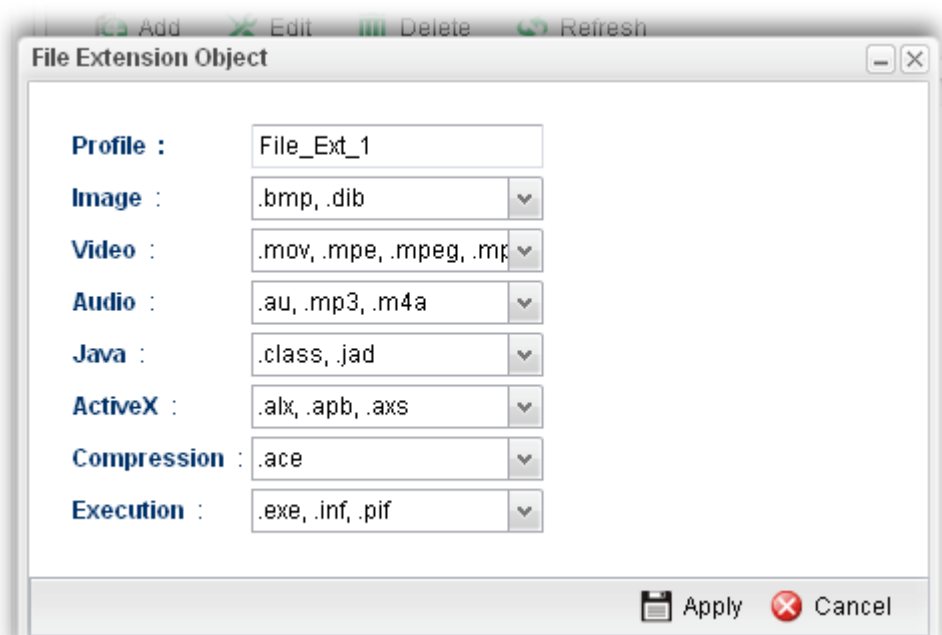 Add Edit Delete Refresh
File Extension Object
Profile : File_Ext_1
Image : .bmp, .dib
Video : .mov, .mpe, .mpeg, .mp
Audio : .au, .mp3, .m4a
Java : .class, .jad
ActiveX : .alx, .apb, .axs
Compression : .ace
Execution : .exe, .inf, .pif
Apply Cancel